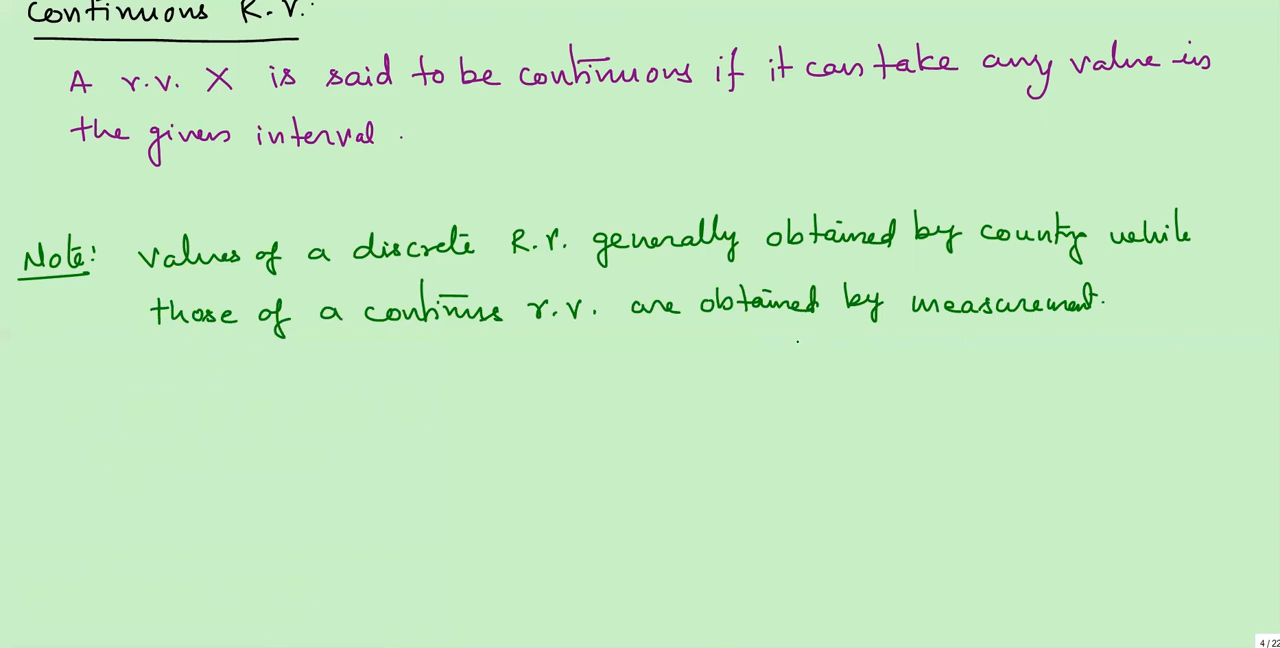 Continuous R.V.:
A r.v. X is said to be continuous if it can take any value in
the given interval.
Note: Values of a discrete R.V. generally obtained by counting while
those of a continuous r.v. are obtained by measurement.
4/22